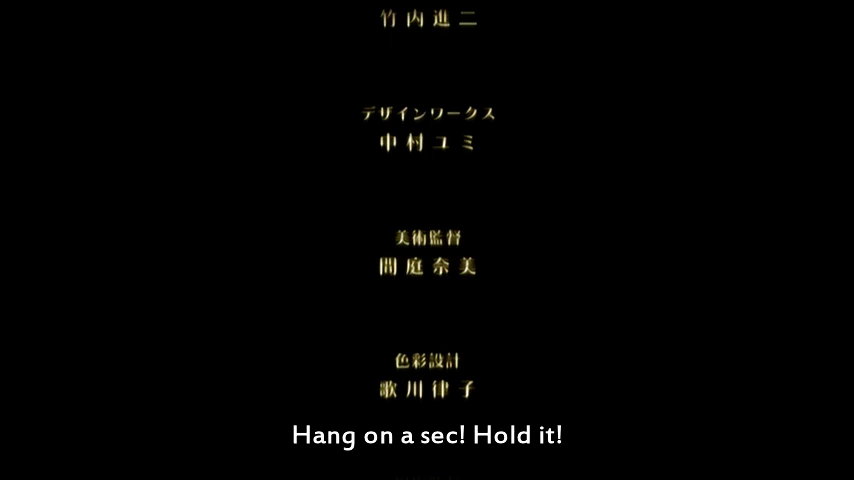 竹内進二
デザインワークス
中村ユミ
美術監督
間庭奈美
色彩設計
歌川律子
Hang on a sec! Hold it!